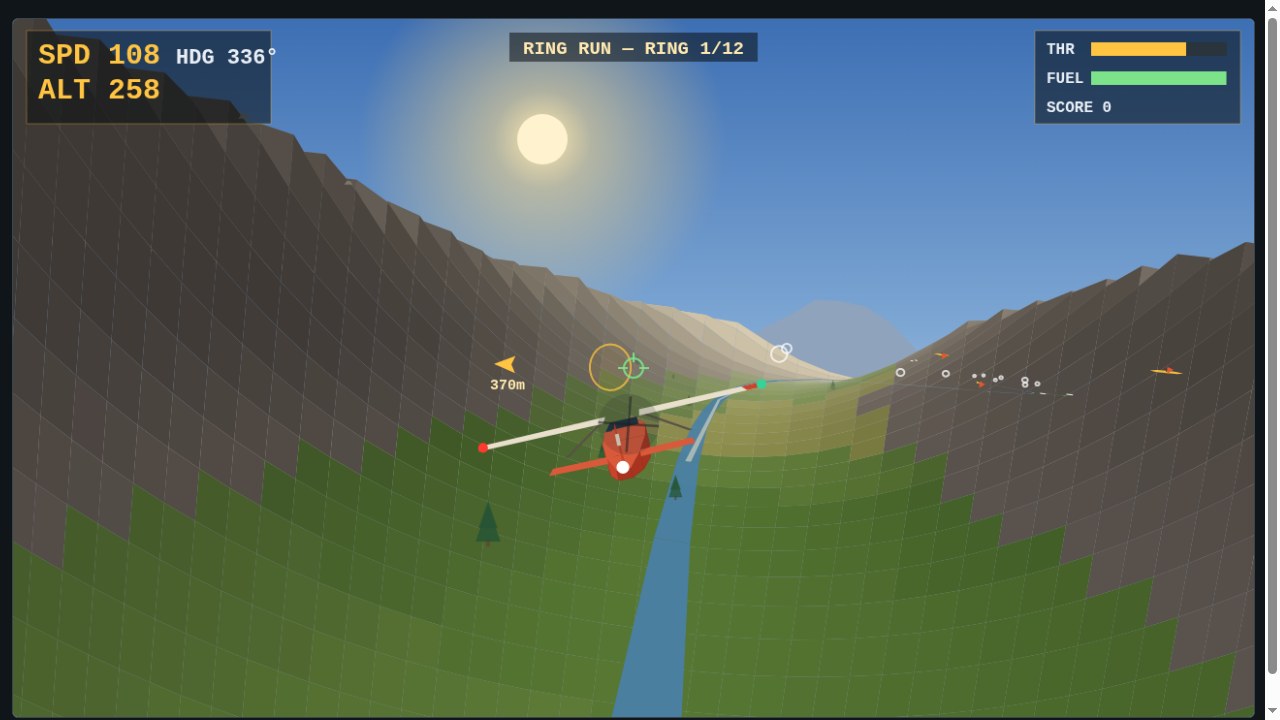 SPD 108 HDG 336°
ALT 258
RING RUN — RING 1/12
THR
FUEL
SCORE 0
370m